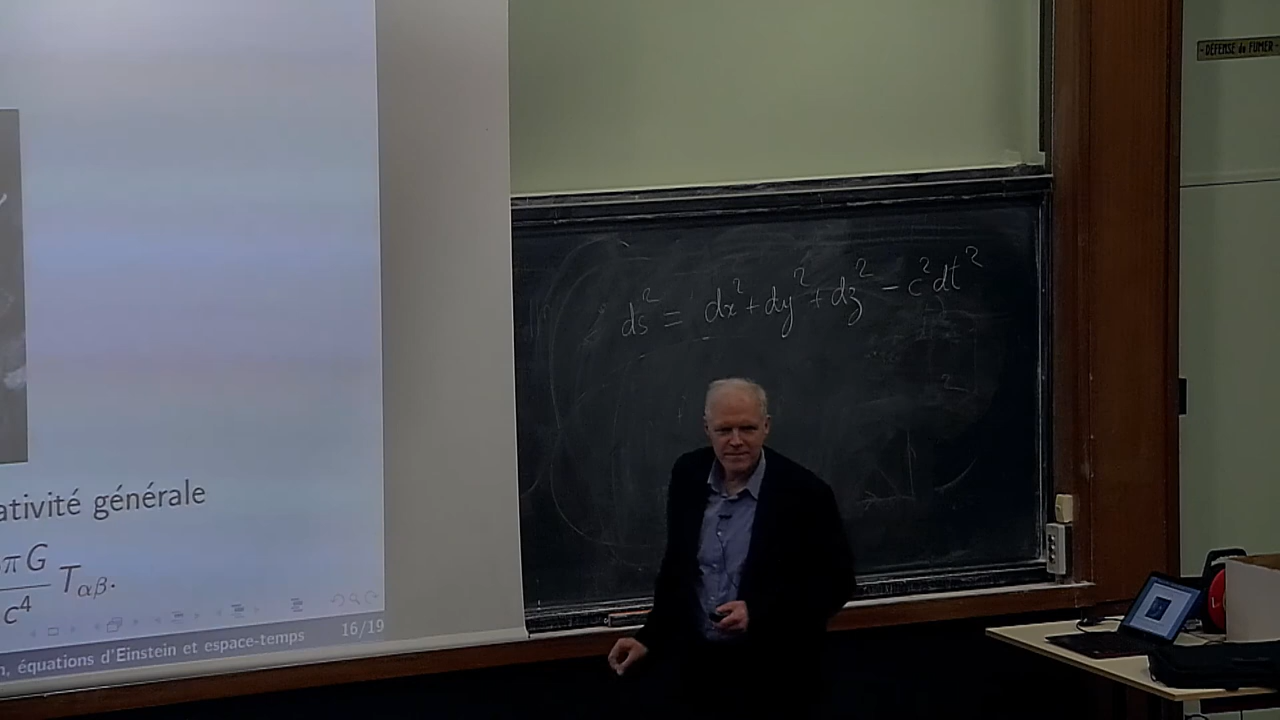 - DÉFENSE de FUMER -
ds² = dx² + dy² + dz² - c²dt²
ativité générale
πG
c⁴
Tαβ.
n, équations d'Einstein et espace-temps 16/19